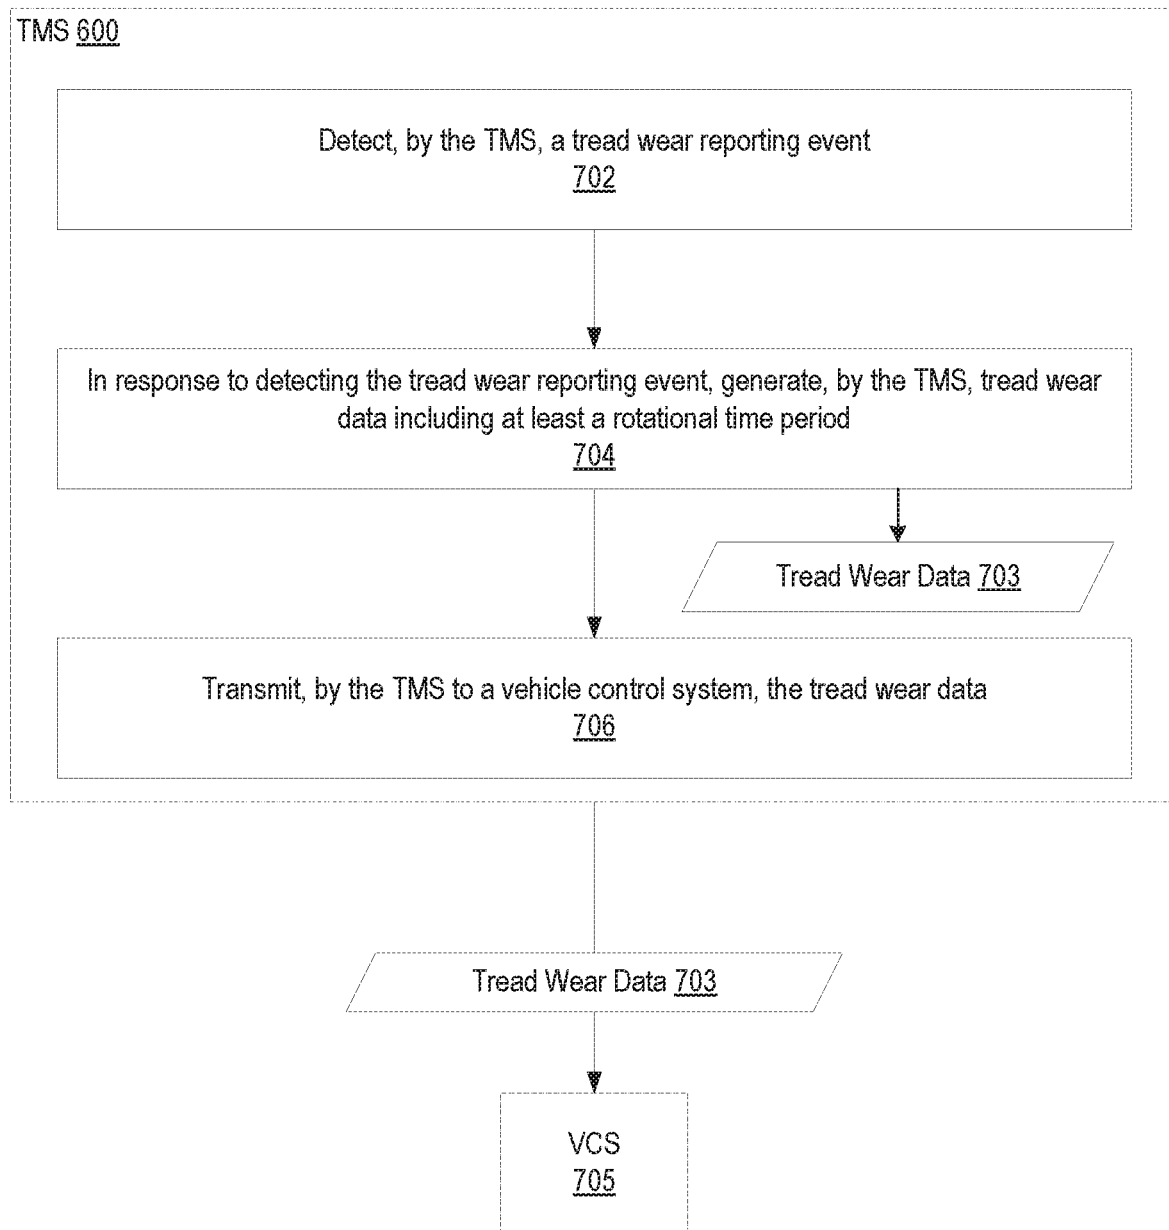 TMS 600
Detect, by the TMS, a tread wear reporting event
702
In response to detecting the tread wear reporting event, generate, by the TMS, tread wear
data including at least a rotational time period
704
Tread Wear Data 703
Transmit, by the TMS to a vehicle control system, the tread wear data
706
Tread Wear Data 703
VCS
705